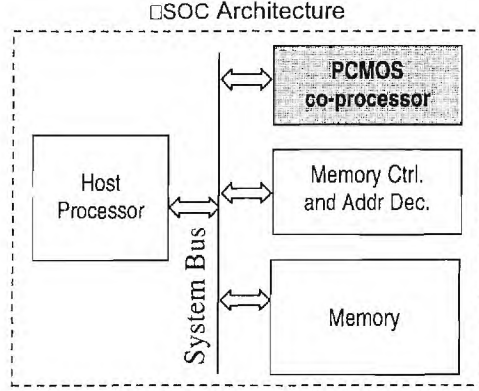 □SOC Architecture
PCMOS
co-processor
Host
Processor
Memory Ctrl.
and Addr Dec.
System Bus
Memory